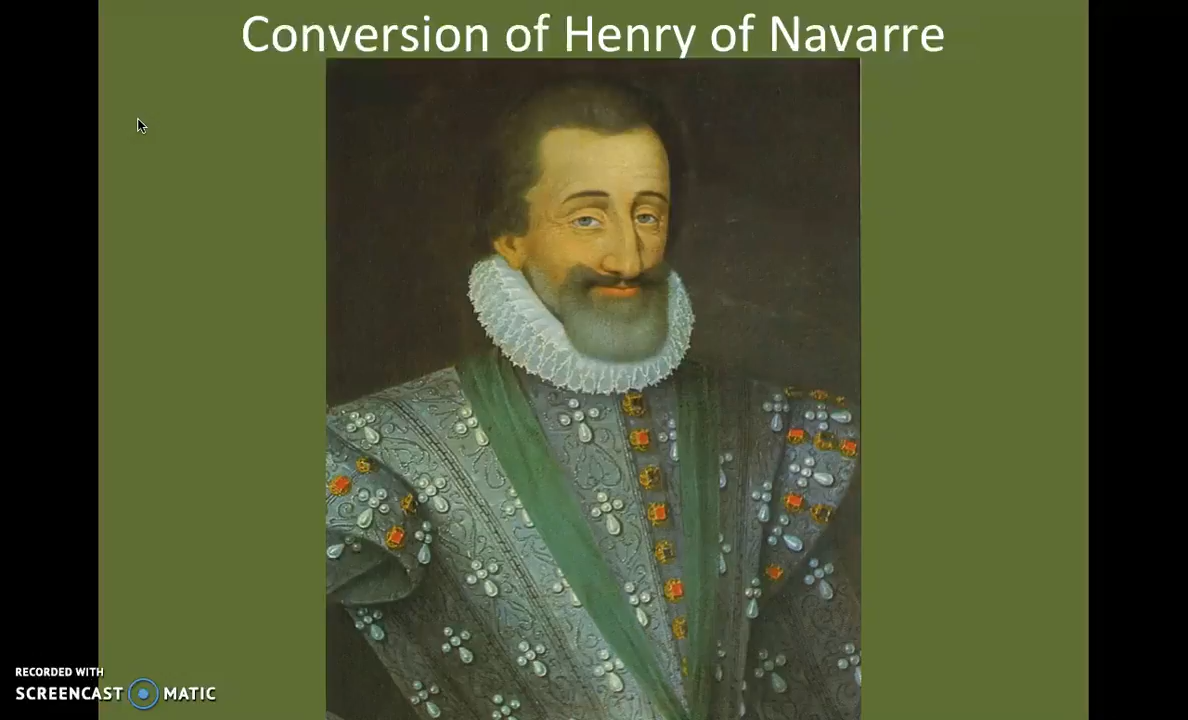 Conversion of Henry of Navarre
RECORDED WITH
SCREENCAST MATIC